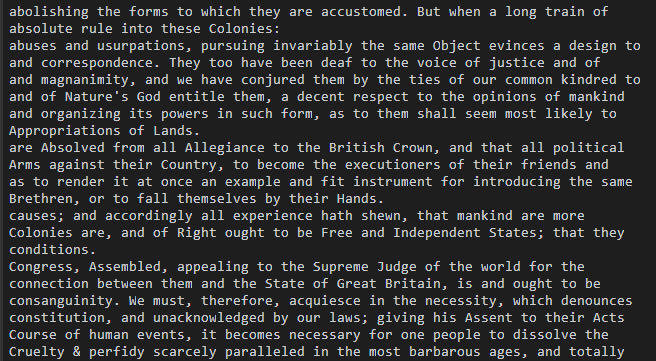 abolishing the forms to which they are accustomed. But when a long train of
absolute rule into these Colonies:
abuses and usurpations, pursuing invariably the same Object evinces a design to
and correspondence. They too have been deaf to the voice of justice and of
and magnanimity, and we have conjured them by the ties of our common kindred to
and of Nature's God entitle them, a decent respect to the opinions of mankind
and organizing its powers in such form, as to them shall seem most likely to
Appropriations of Lands.
are Absolved from all Allegiance to the British Crown, and that all political
Arms against their Country, to become the executioners of their friends and
as to render it at once an example and fit instrument for introducing the same
Brethren, or to fall themselves by their Hands.
causes; and accordingly all experience hath shewn, that mankind are more
Colonies are, and of Right ought to be Free and Independent States; that they
conditions.
Congress, Assembled, appealing to the Supreme Judge of the world for the
connection between them and the State of Great Britain, is and ought to be
consanguinity. We must, therefore, acquiesce in the necessity, which denounces
constitution, and unacknowledged by our laws; giving his Assent to their Acts
Course of human events, it becomes necessary for one people to dissolve the
Cruelty & perfidy scarcely paralleled in the most barbarous ages, and totally